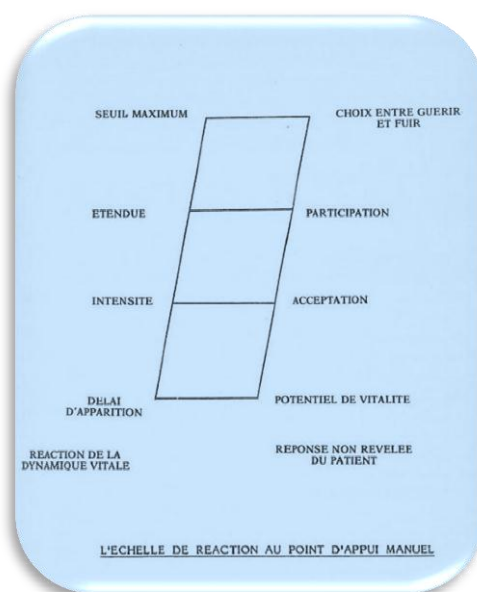 SEUIL MAXIMUM
CHOIX ENTRE GUERIR
ET FUIR
ETENDUE
PARTICIPATION
INTENSITE
ACCEPTATION
DELAI
D'APPARITION
POTENTIEL DE VITALITE
REACTION DE LA
DYNAMIQUE VITALE
REPONSE NON REVELEE
DU PATIENT
L'ECHELLE DE REACTION AU POINT D'APPUI MANUEL